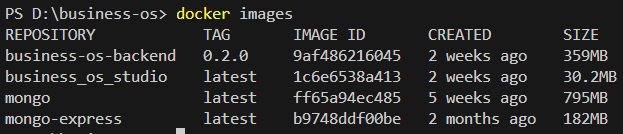 PS D:\business-os> docker images
REPOSITORY TAG IMAGE ID CREATED SIZE
business-os-backend 0.2.0 9af486216045 2 weeks ago 359MB
business_os_studio latest 1c6e6538a413 2 weeks ago 30.2MB
mongo latest ff65a94ec485 5 weeks ago 795MB
mongo-express latest b9748ddf00be 2 months ago 182MB